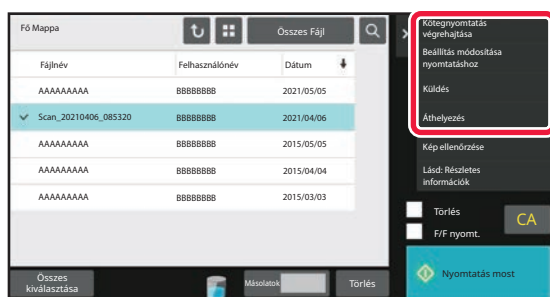 Fő Mappa
Összes Fájl
Fájlnév Felhasználónév Dátum
AAAAAAAAA BBBBBBBB 2021/05/05
Scan_20210406_085320 BBBBBBBB 2021/04/06
AAAAAAAAA BBBBBBBB 2015/05/05
AAAAAAAAA BBBBBBBB 2015/04/04
AAAAAAAAA BBBBBBBB 2015/03/03
Összes
kiválasztása
Másolatok
Törlés
Kötegnyomtatás
végrehajtása
Beállítás módosítása
nyomtatáshoz
Küldés
Áthelyezés
Kép ellenőrzése
Lásd: Részletes
információk
Törlés
F/F nyomt.
CA
Nyomtatás most